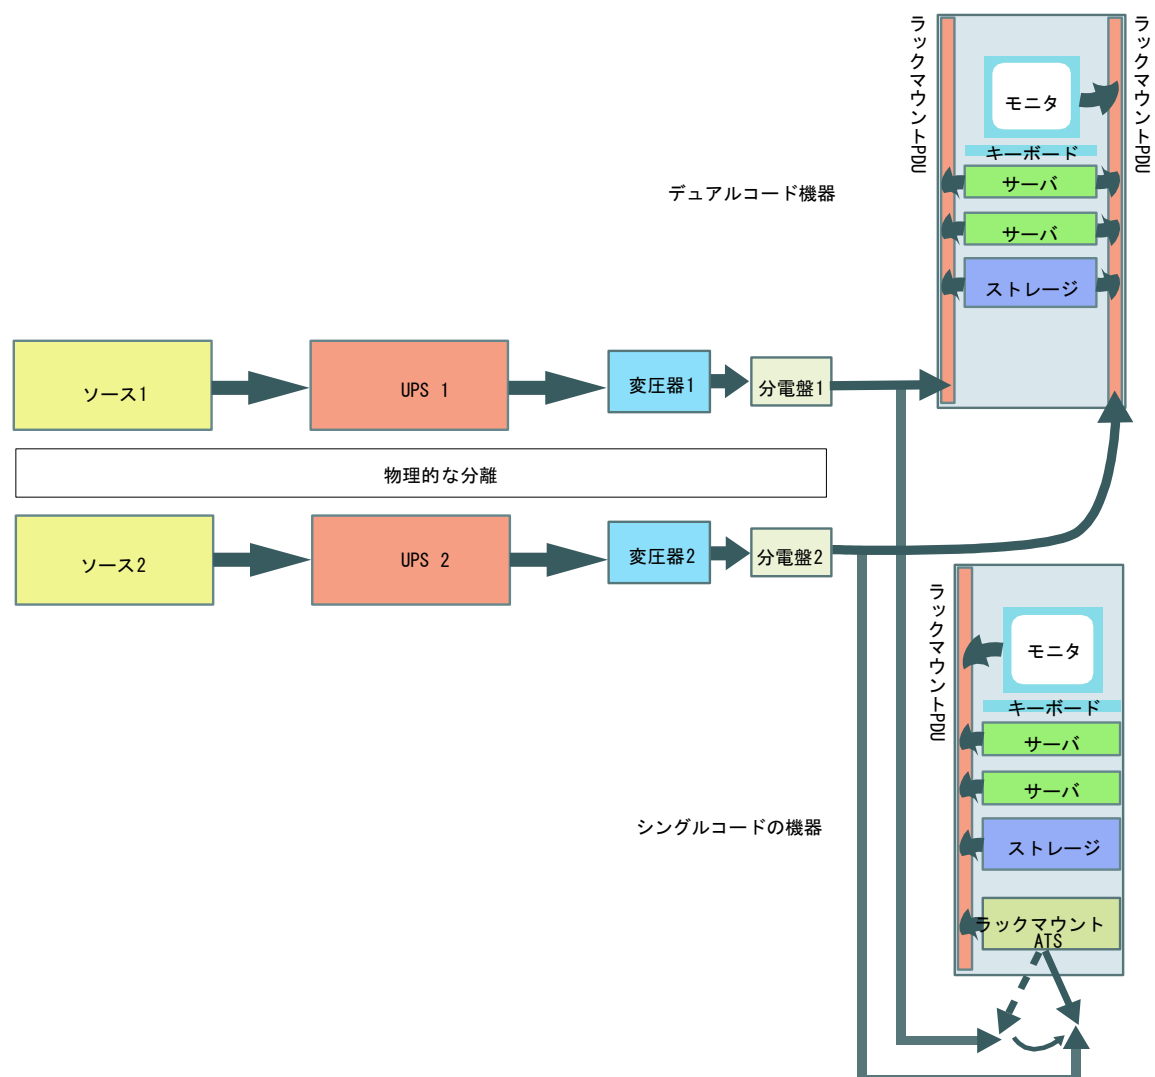 ラックマウントPDU
ラックマウントPDU
モニタ
キーボード
サーバ
サーバ
ストレージ
デュアルコード機器
ソース1
UPS 1
変圧器1
分電盤1
物理的な分離
ソース2
UPS 2
変圧器2
分電盤2
ラックマウントPDU
モニタ
キーボード
サーバ
サーバ
ストレージ
シングルコードの機器
ラックマウント
ATS